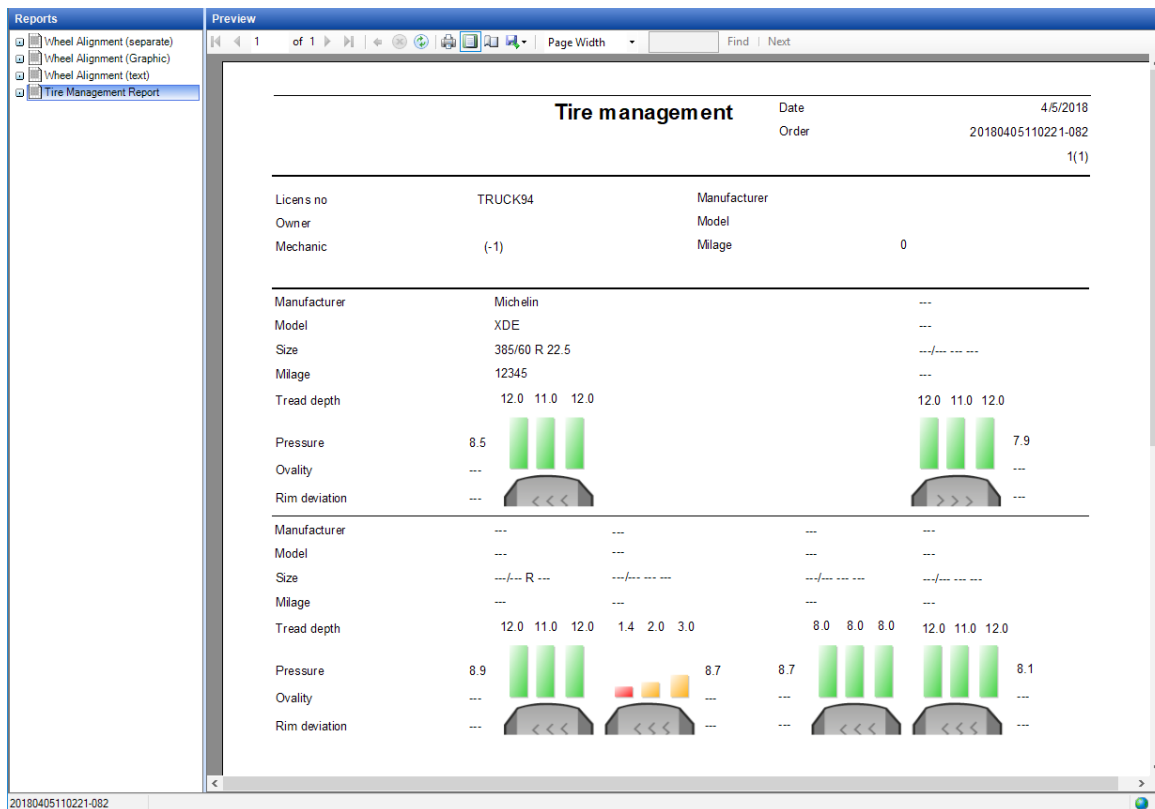 Reports
Preview
Wheel Alignment (separate)
Wheel Alignment (Graphic)
Wheel Alignment (text)
Tire Management Report
1 of 1 Page Width Find | Next
Tire management Date 4/5/2018
Order 20180405110221-082
1(1)
Licens no TRUCK94 Manufacturer
Owner Model
Mechanic (-1) Milage 0
Manufacturer Michelin ---
Model XDE ---
Size 385/60 R 22.5 ---/--- --- ---
Milage 12345 ---
Tread depth 12.0 11.0 12.0 12.0 11.0 12.0
Pressure 8.5 7.9
Ovality --- ---
Rim deviation --- <<< >>> ---
Manufacturer --- --- --- ---
Model --- --- --- ---
Size ---/--- R --- ---/--- --- --- ---/--- --- --- ---/--- --- ---
Milage --- --- --- ---
Tread depth 12.0 11.0 12.0 1.4 2.0 3.0 8.0 8.0 8.0 12.0 11.0 12.0
Pressure 8.9 8.7 8.7 8.1
Ovality --- --- --- ---
Rim deviation --- <<< <<< --- --- <<< <<< ---
20180405110221-082